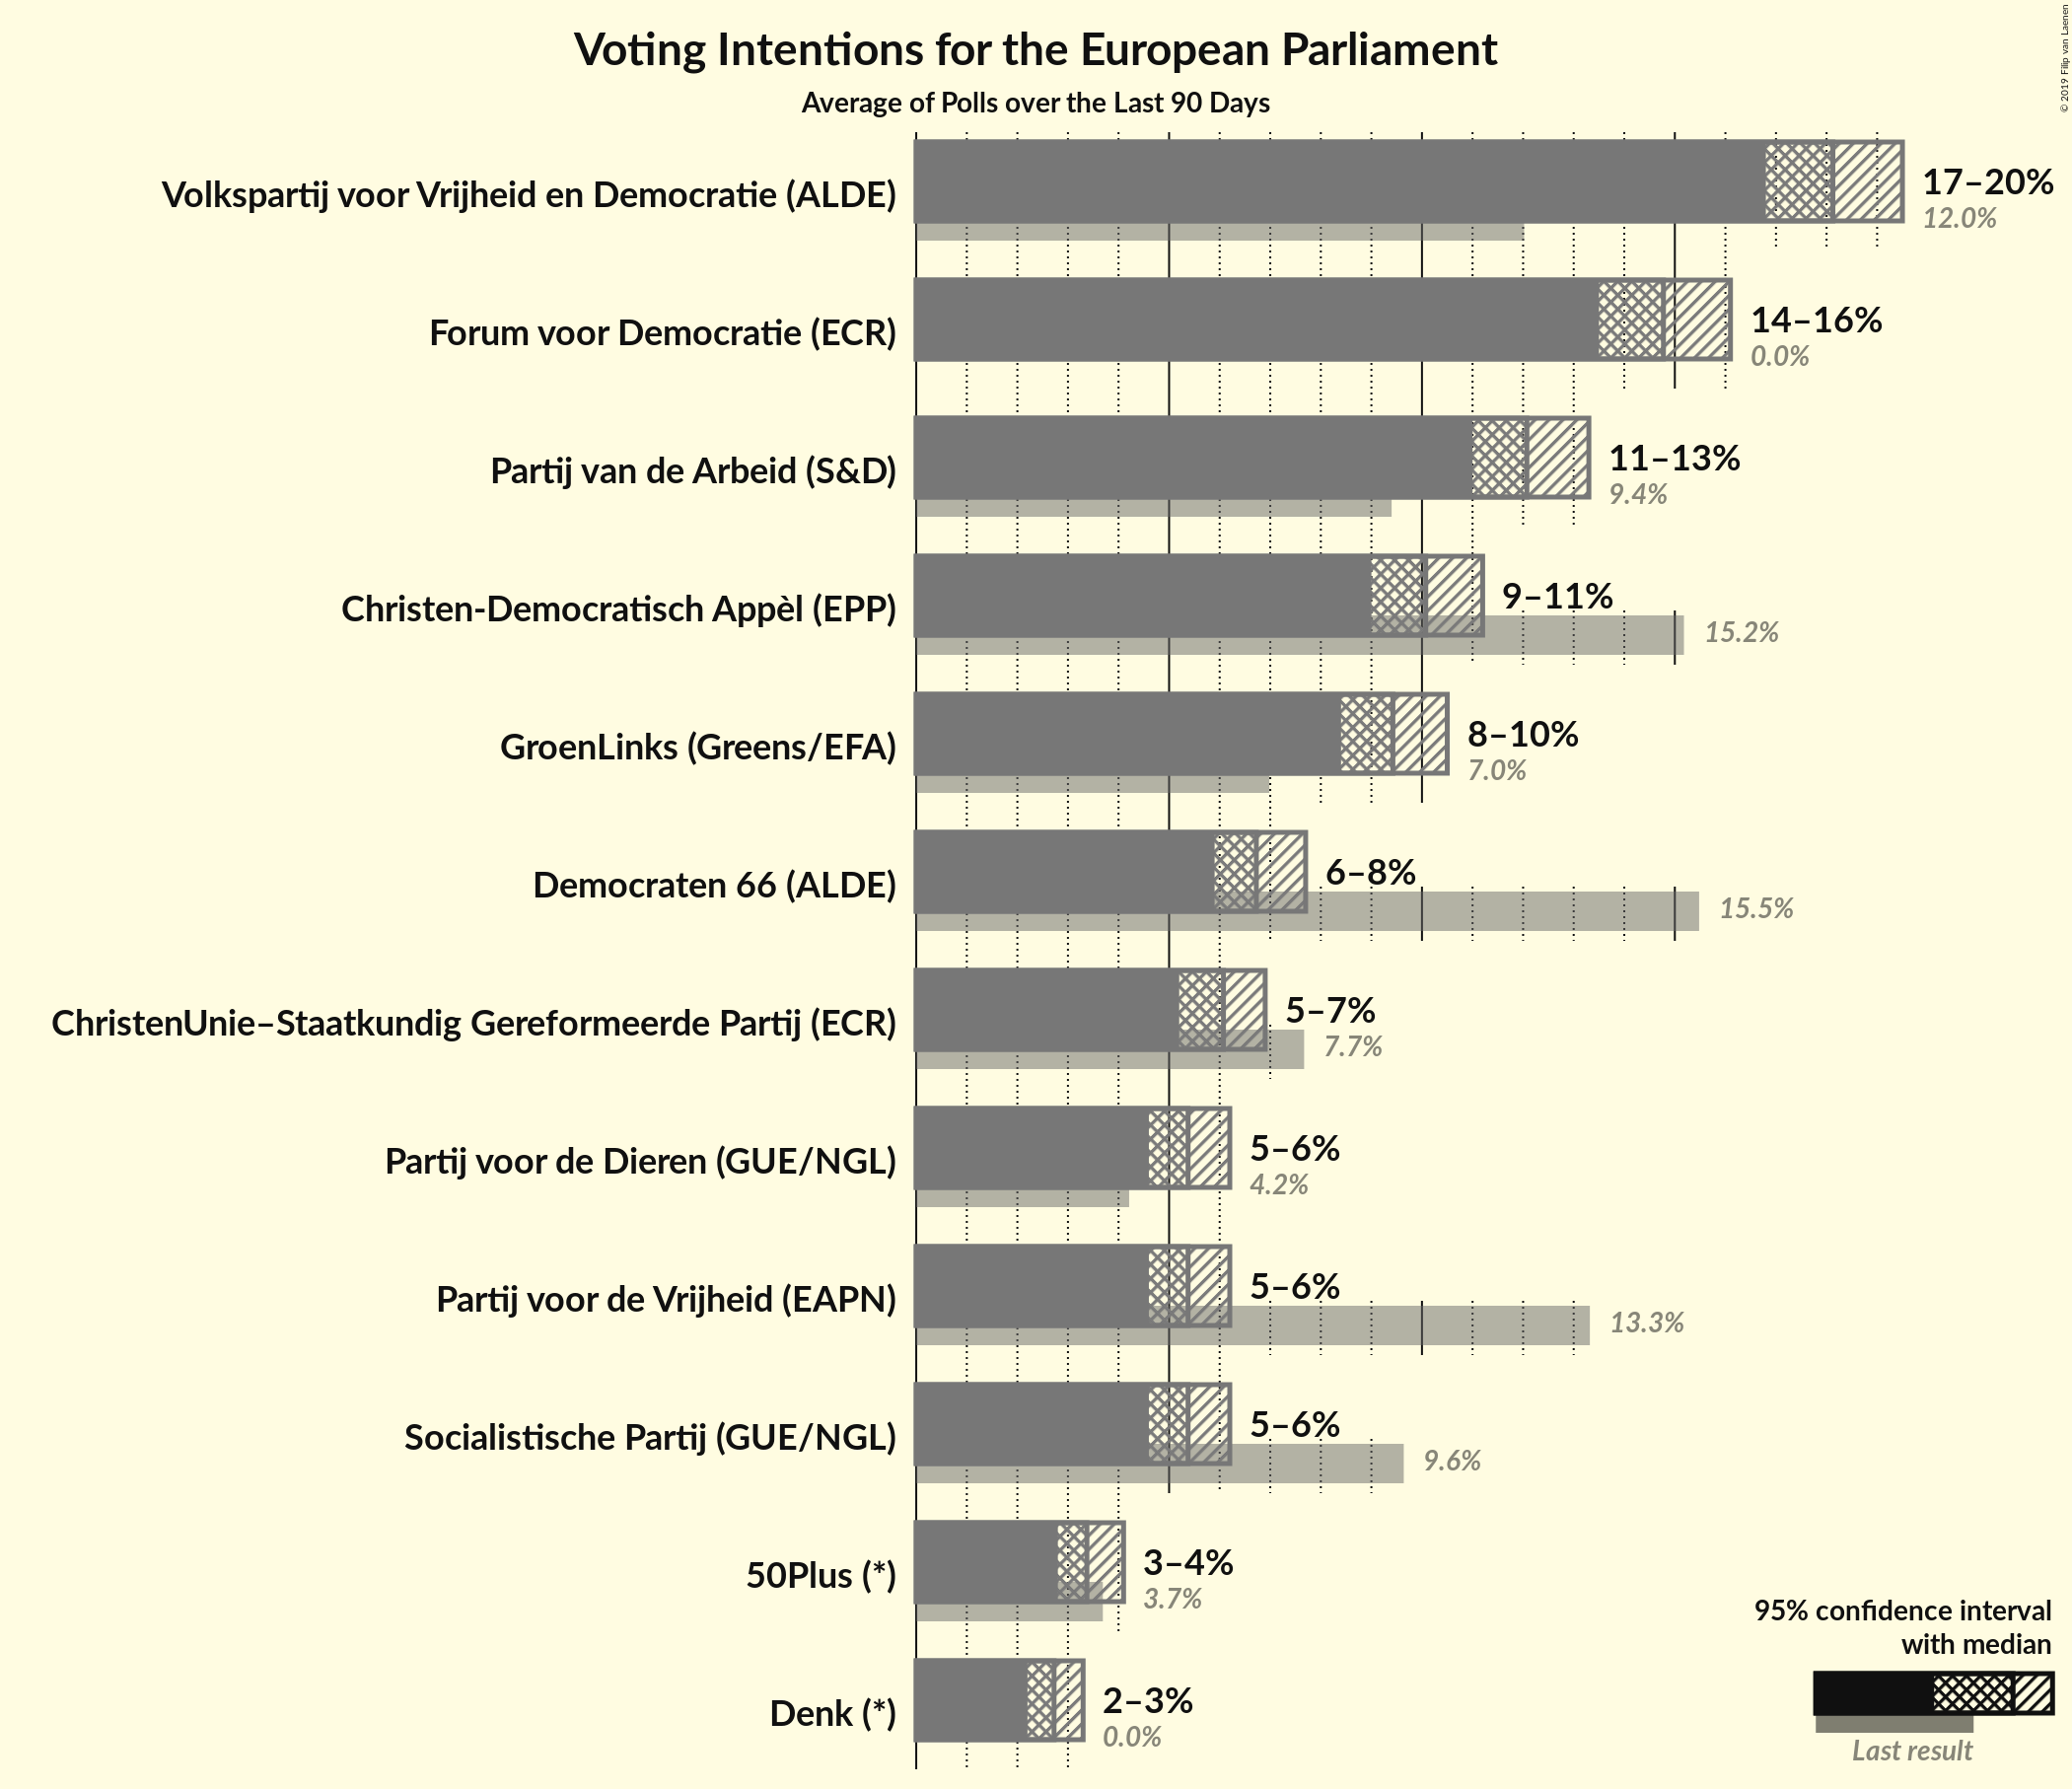 Voting Intentions for the European Parliament
Average of Polls over the Last 90 Days
© 2019 Filip van Laenen
Volkspartij voor Vrijheid en Democratie (ALDE)
17–20%
12.0%
Forum voor Democratie (ECR)
14–16%
0.0%
Partij van de Arbeid (S&D)
11–13%
9.4%
Christen-Democratisch Appèl (EPP)
9–11%
15.2%
GroenLinks (Greens/EFA)
8–10%
7.0%
Democraten 66 (ALDE)
6–8%
15.5%
ChristenUnie–Staatkundig Gereformeerde Partij (ECR)
5–7%
7.7%
Partij voor de Dieren (GUE/NGL)
5–6%
4.2%
Partij voor de Vrijheid (EAPN)
5–6%
13.3%
Socialistische Partij (GUE/NGL)
5–6%
9.6%
50Plus (*)
3–4%
3.7%
Denk (*)
2–3%
0.0%
95% confidence interval
with median
Last result